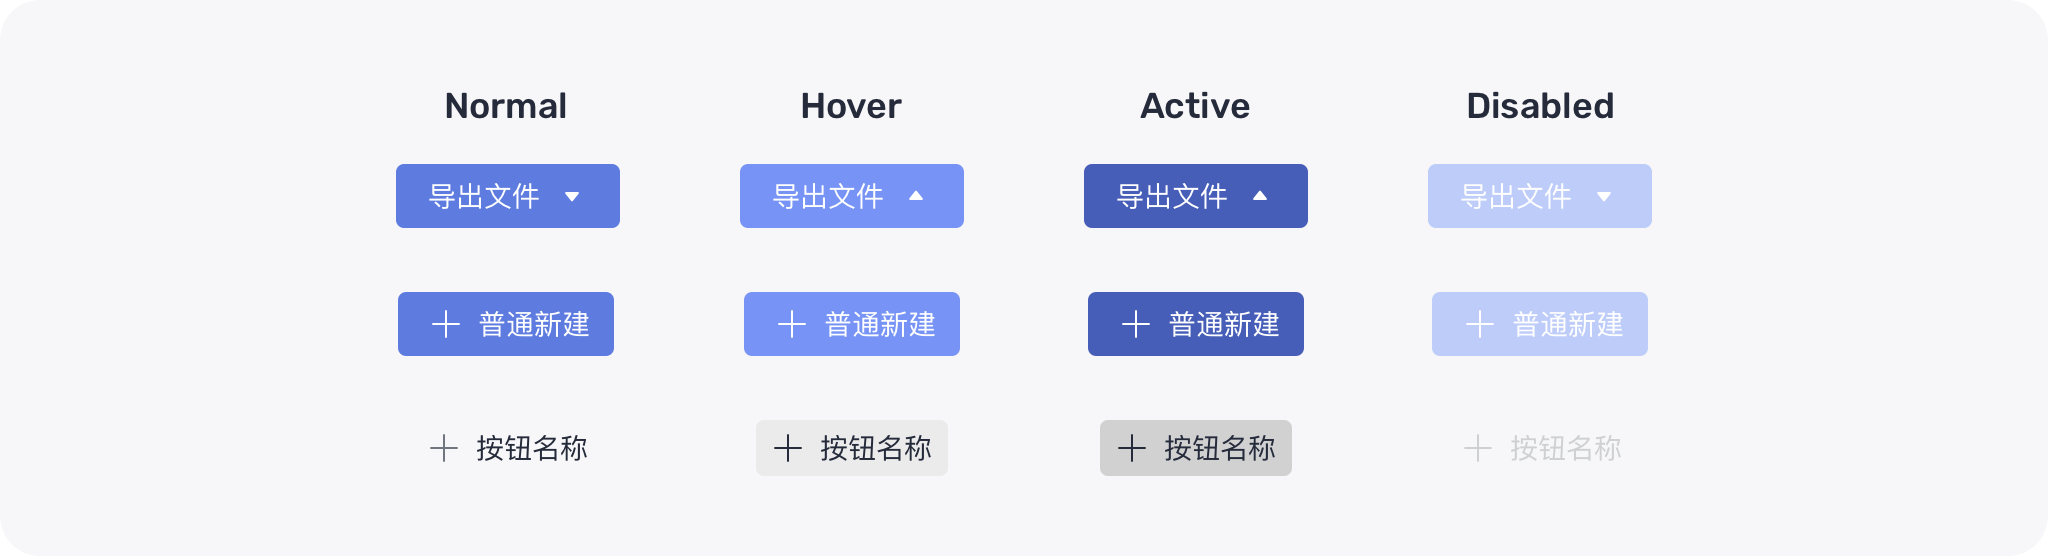 Normal Hover Active Disabled
导出文件 导出文件 导出文件 导出文件
普通新建 普通新建 普通新建 普通新建
按钮名称 按钮名称 按钮名称 按钮名称